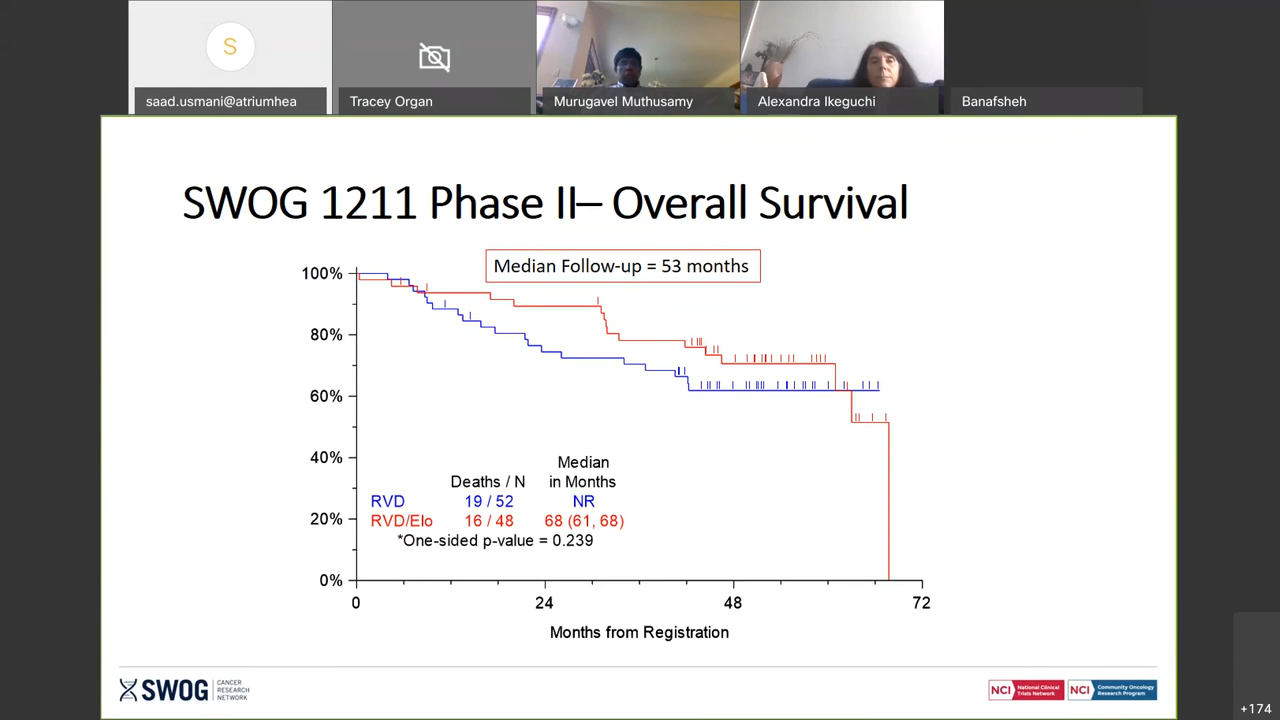 S
saad.usmani@atriumhea
Tracey Organ
Murugavel Muthusamy
Alexandra Ikeguchi
Banafsheh
SWOG 1211 Phase II– Overall Survival
Median Follow-up = 53 months
100%
80%
60%
40%
20%
0%
0 24 48 72
Months from Registration
Median
Deaths / N in Months
RVD 19 / 52 NR
RVD/Elo 16 / 48 68 (61, 68)
*One-sided p-value = 0.239
SWOG
CANCER
RESEARCH
NETWORK
NCI National Clinical
Trials Network
NCI Community Oncology
Research Program
+174